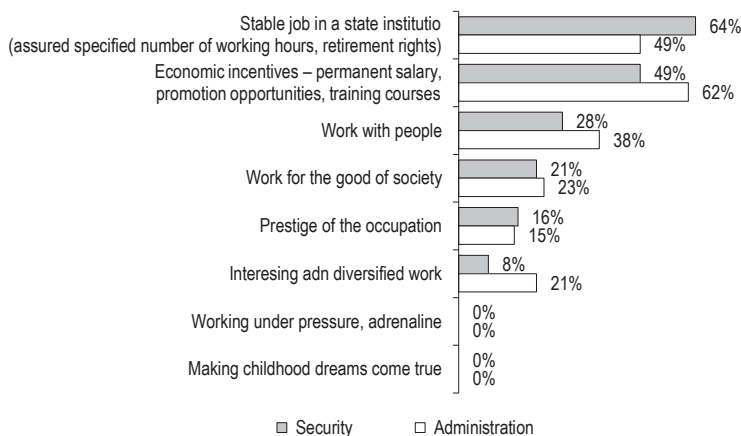 Stable job in a state institutio
(assured specified number of working hours, retirement rights)
64%
49%
Economic incentives – permanent salary,
promotion opportunities, training courses
49%
62%
Work with people
28%
38%
Work for the good of society
21%
23%
Prestige of the occupation
16%
15%
Interesing adn diversified work
8%
21%
Working under pressure, adrenaline
0%
0%
Making childhood dreams come true
0%
0%
Security
Administration